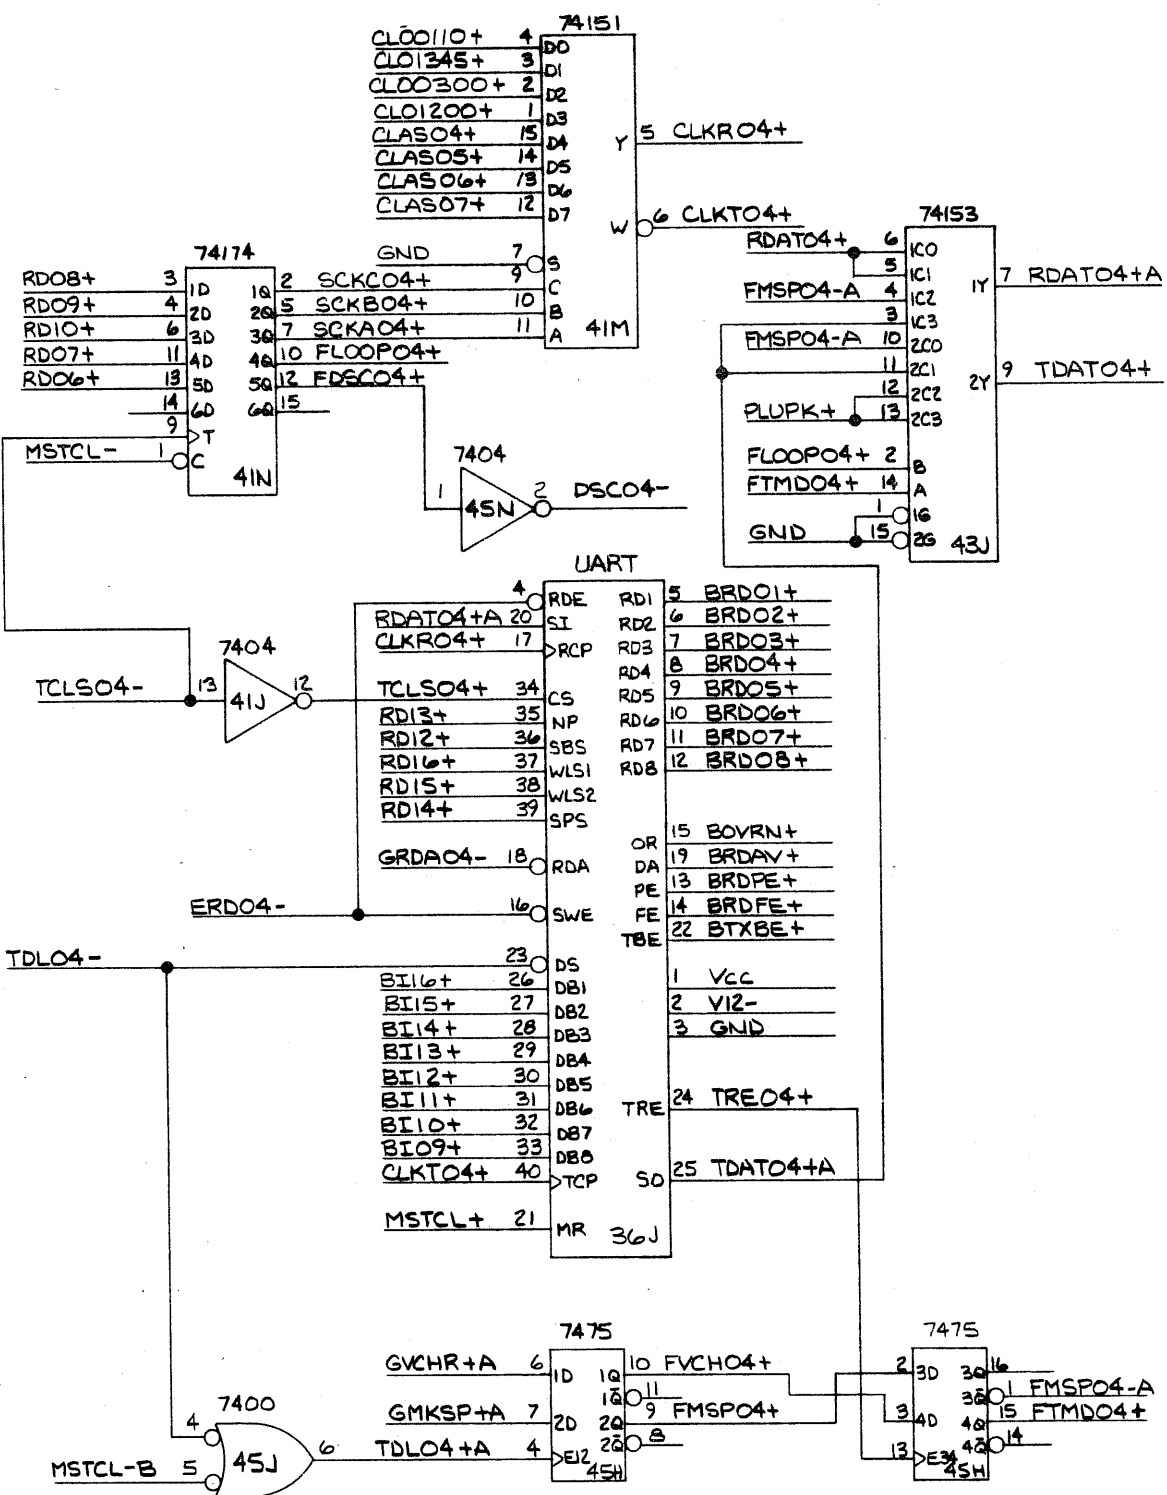 74151
CL00110+ 4 D0
CL01345+ 3 D1
CL00300+ 2 D2
CL01200+ 1 D3
CLAS04+ 15 D4
CLAS05+ 14 D5
CLAS06+ 13 D6
CLAS07+ 12 D7
Y 5 CLKR04+
W 6 CLKT04+
GND 7 S
9 C
10 B
11 A
41M
74174
RD08+ 3 1D 1Q 2 SCKC04+
RD09+ 4 2D 2Q 5 SCKB04+
RD10+ 6 3D 3Q 7 SCKA04+
RD07+ 11 4D 4Q 10 FLOOP04+
RD06+ 13 5D 5Q 12 FDSC04+
14 6D 6Q 15
9 T
MSTCL- 1 C
41N
74153
RDAT04+ 6 1C0
5 1C1
FMSP04-A 4 1C2
3 1C3
FMSP04-A 10 2C0
11 2C1
12 2C2
PLUPK+ 13 2C3
FLOOP04+ 2 B
FTMD04+ 14 A
1 1G
GND 15 2G
1Y 7 RDAT04+A
2Y 9 TDAT04+
43J
7404
1 45N 2 DSC04-
7404
TCLS04- 13 41J 12
UART
4 RDE
RDAT04+A 20 SI
CLKR04+ 17 RCP
TCLS04+ 34 CS
RD13+ 35 NP
RD12+ 36 SBS
RD16+ 37 WLS1
RD15+ 38 WLS2
RD14+ 39 SPS
GRDA04- 18 RDA
ERD04- 16 SWE
TDL04- 23 DS
BI16+ 26 DB1
BI15+ 27 DB2
BI14+ 28 DB3
BI13+ 29 DB4
BI12+ 30 DB5
BI11+ 31 DB6
BI10+ 32 DB7
BI09+ 33 DB8
CLKT04+ 40 TCP
MSTCL+ 21 MR
RD1 5 BRD01+
RD2 6 BRD02+
RD3 7 BRD03+
RD4 8 BRD04+
RD5 9 BRD05+
RD6 10 BRD06+
RD7 11 BRD07+
RD8 12 BRD08+
OR 15 BOVRN+
DA 19 BRDAV+
PE 13 BRDPE+
FE 14 BRDFE+
TBE 22 BTXBE+
1 VCC
2 V12-
3 GND
TRE 24 TRE04+
SO 25 TDAT04+A
36J
7400
4
MSTCL-B 5
45J 6
7475
GVCHR+A 6 1D 1Q 10 FVCH04+
1Q̅ 11
GMKSP+A 7 2D 2Q 9 FMSP04+
2Q̅ 8
TDL04+A 4 E12
45H
7475
2 3D 3Q 16
3Q̅ 1 FMSP04-A
3 4D 4Q 15 FTMD04+
4Q̅ 14
13 E34
45H